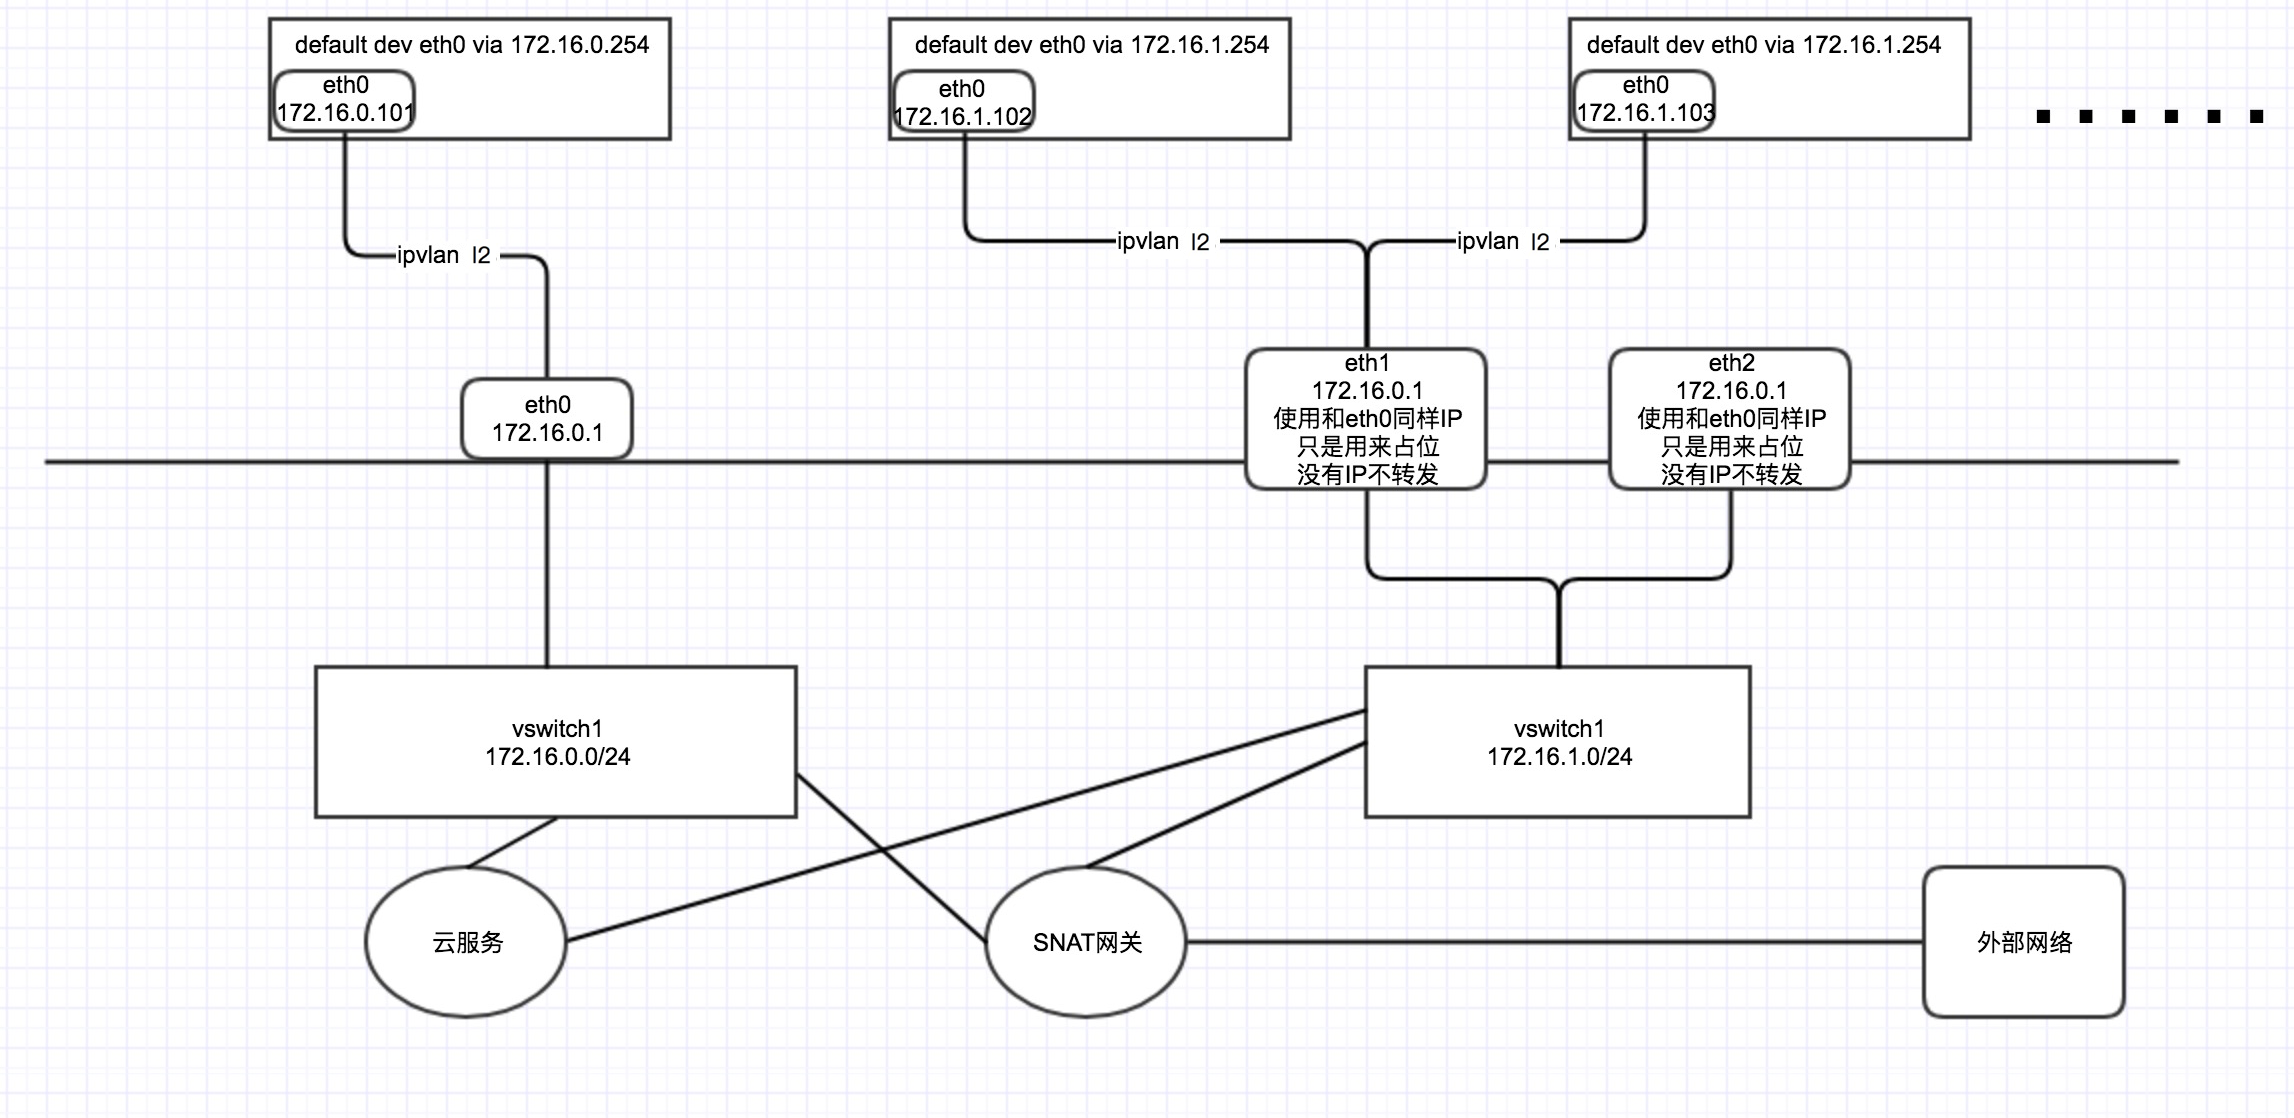 default dev eth0 via 172.16.0.254
eth0
172.16.0.101
default dev eth0 via 172.16.1.254
eth0
172.16.1.102
default dev eth0 via 172.16.1.254
eth0
172.16.1.103
ipvlan l2
ipvlan l2
ipvlan l2
eth0
172.16.0.1
eth1
172.16.0.1
使用和eth0同样IP
只是用来占位
没有IP不转发
eth2
172.16.0.1
使用和eth0同样IP
只是用来占位
没有IP不转发
vswitch1
172.16.0.0/24
vswitch1
172.16.1.0/24
云服务
SNAT网关
外部网络